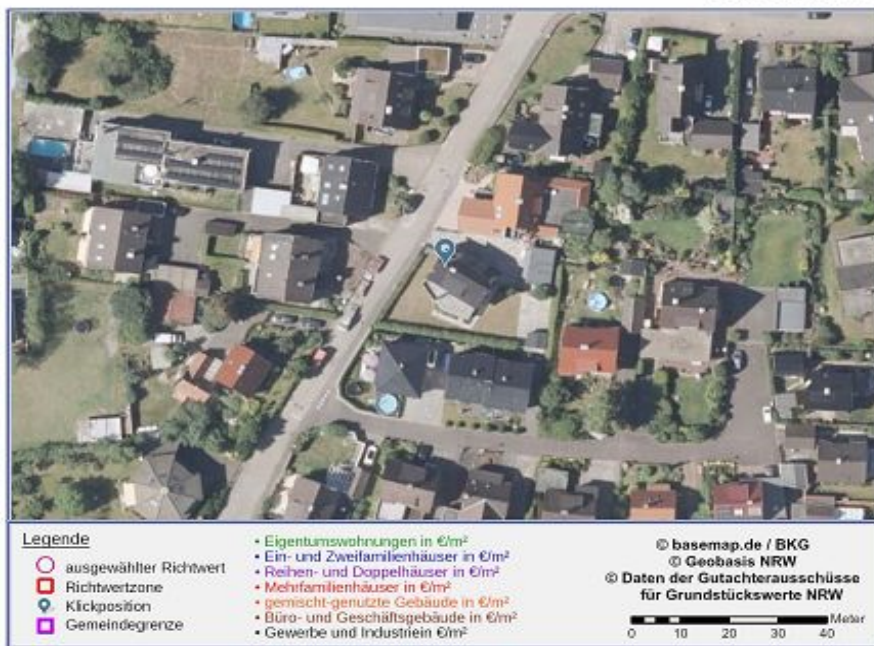 Legende
ausgewählter Richtwert
Richtwertzone
Klickposition
Gemeindegrenze
• Eigentumswohnungen in €/m²
• Ein- und Zweifamilienhäuser in €/m²
• Reihen- und Doppelhäuser in €/m²
• Mehrfamilienhäuser in €/m²
• gemischt-genutzte Gebäude in €/m²
• Büro- und Geschäftsgebäude in €/m²
• Gewerbe und Industriein €/m²
© basemap.de / BKG
© Geobasis NRW
© Daten der Gutachterausschüsse
für Grundstückswerte NRW
Meter
0 10 20 30 40